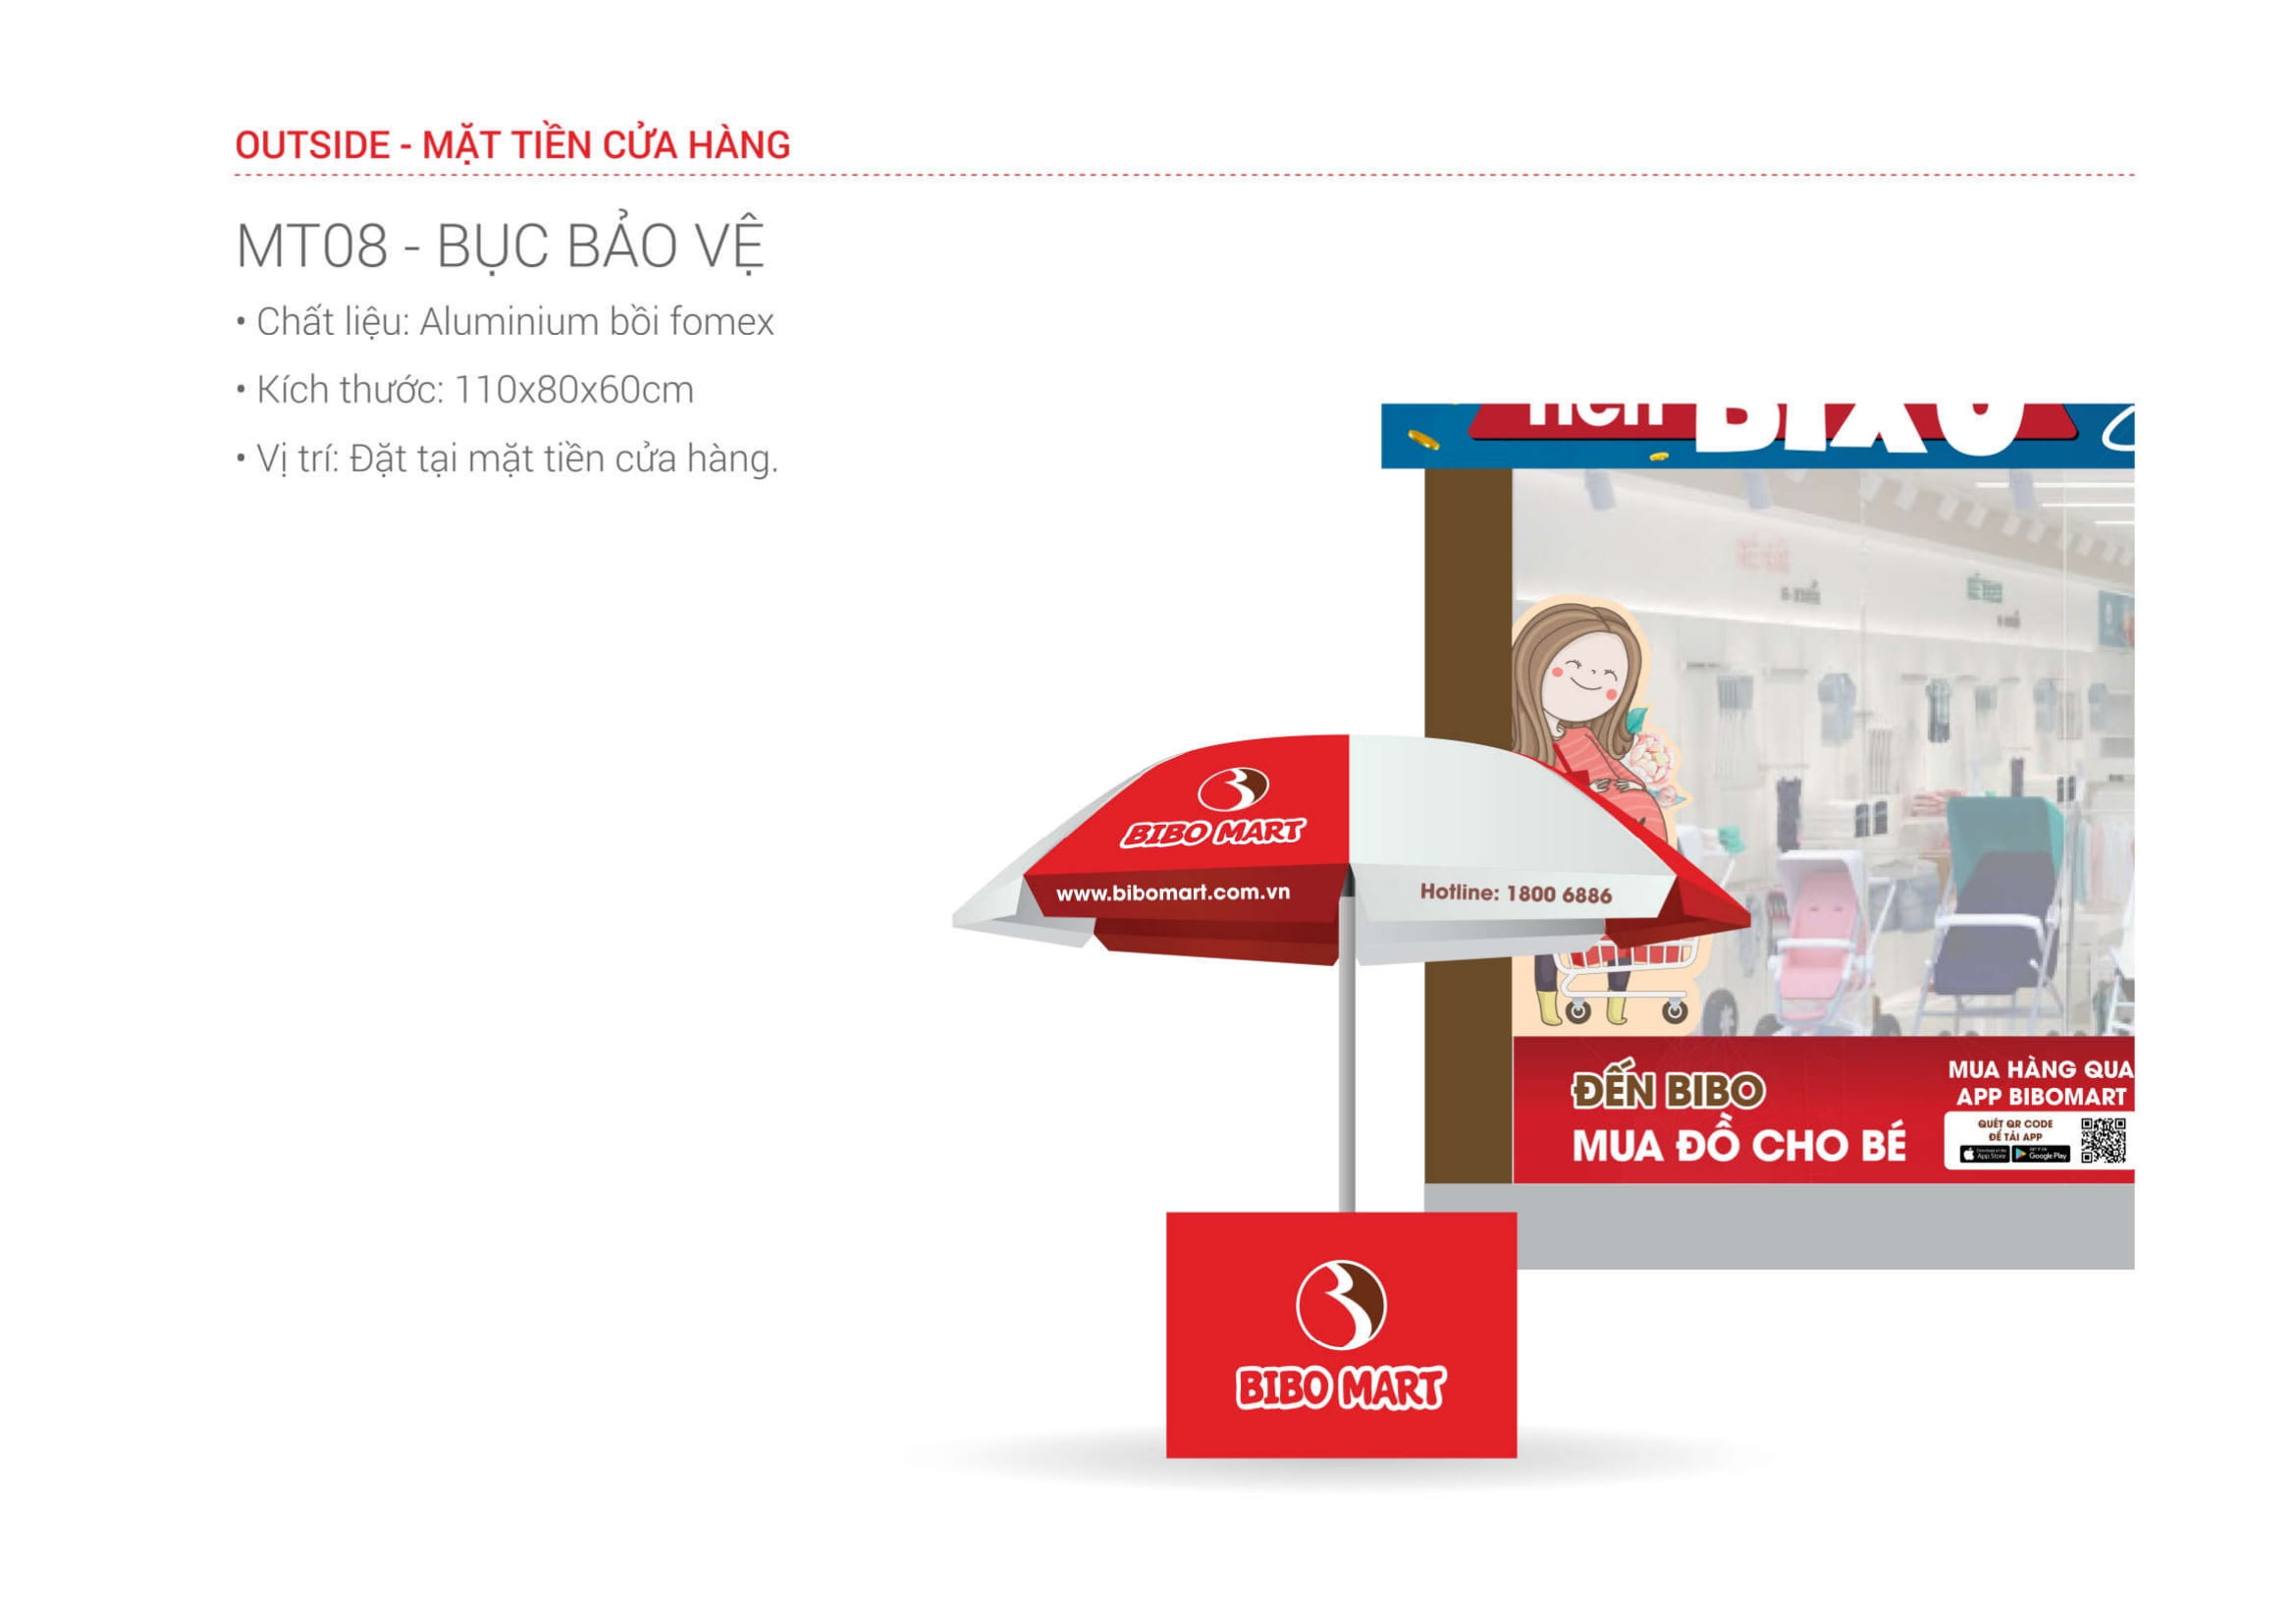 OUTSIDE - MẶT TIỀN CỬA HÀNG
MT08 - BỤC BẢO VỆ
• Chất liệu: Aluminium bồi fomex
• Kích thước: 110x80x60cm
• Vị trí: Đặt tại mặt tiền cửa hàng.
BIBO MART
www.bibomart.com.vn
Hotline: 1800 6886
ĐẾN BIBO
MUA ĐỒ CHO BÉ
MUA HÀNG QUA
APP BIBOMART
QUÉT QR CODE
ĐỂ TẢI APP
App Store
Google Play
BIBO MART